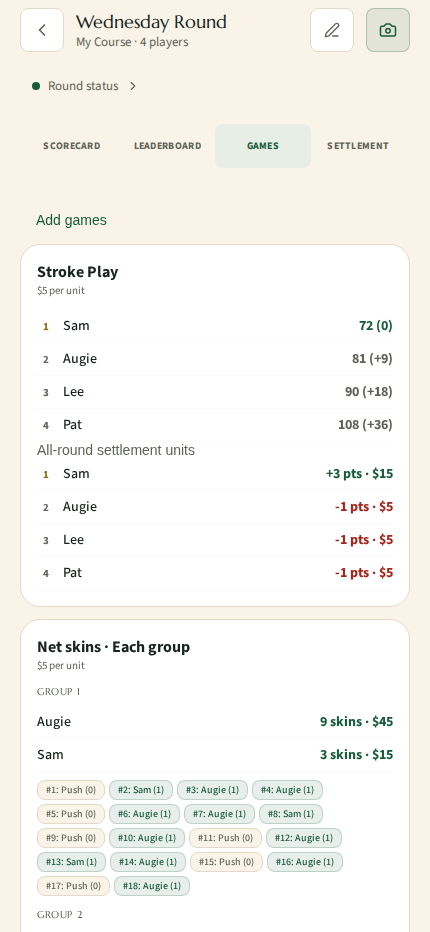 Wednesday Round
My Course · 4 players
Round status
SCORECARD LEADERBOARD GAMES SETTLEMENT
Add games
Stroke Play
$5 per unit
1 Sam 72 (0)
2 Augie 81 (+9)
3 Lee 90 (+18)
4 Pat 108 (+36)
All-round settlement units
1 Sam +3 pts · $15
2 Augie -1 pts · $5
3 Lee -1 pts · $5
4 Pat -1 pts · $5
Net skins · Each group
$5 per unit
GROUP 1
Augie 9 skins · $45
Sam 3 skins · $15
#1: Push (0) #2: Sam (1) #3: Augie (1) #4: Augie (1)
#5: Push (0) #6: Augie (1) #7: Augie (1) #8: Sam (1)
#9: Push (0) #10: Augie (1) #11: Push (0) #12: Augie (1)
#13: Sam (1) #14: Augie (1) #15: Push (0) #16: Augie (1)
#17: Push (0) #18: Augie (1)
GROUP 2